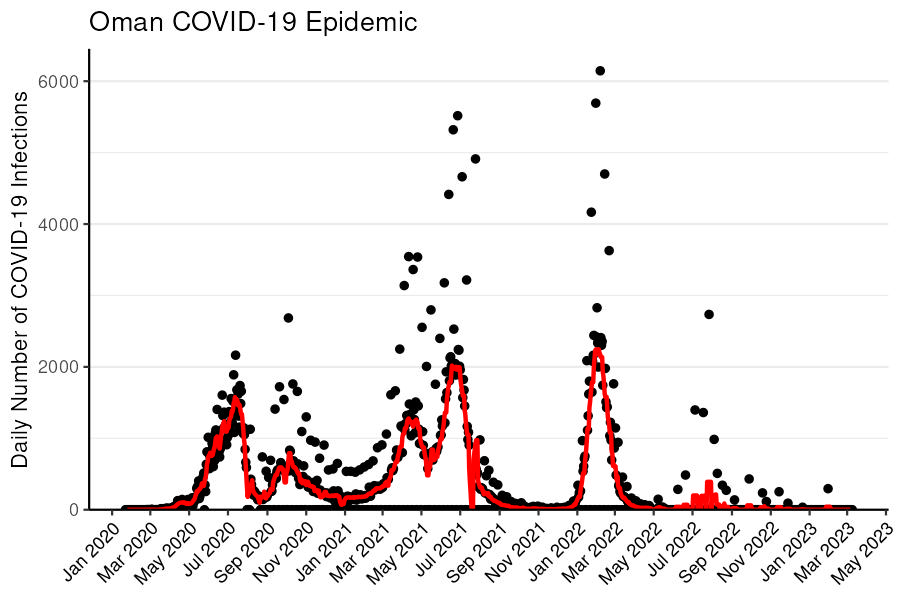 Oman COVID-19 Epidemic
Daily Number of COVID-19 Infections
6000
4000
2000
0
Jan 2020
Mar 2020
May 2020
Jul 2020
Sep 2020
Nov 2020
Jan 2021
Mar 2021
May 2021
Jul 2021
Sep 2021
Nov 2021
Jan 2022
Mar 2022
May 2022
Jul 2022
Sep 2022
Nov 2022
Jan 2023
Mar 2023
May 2023